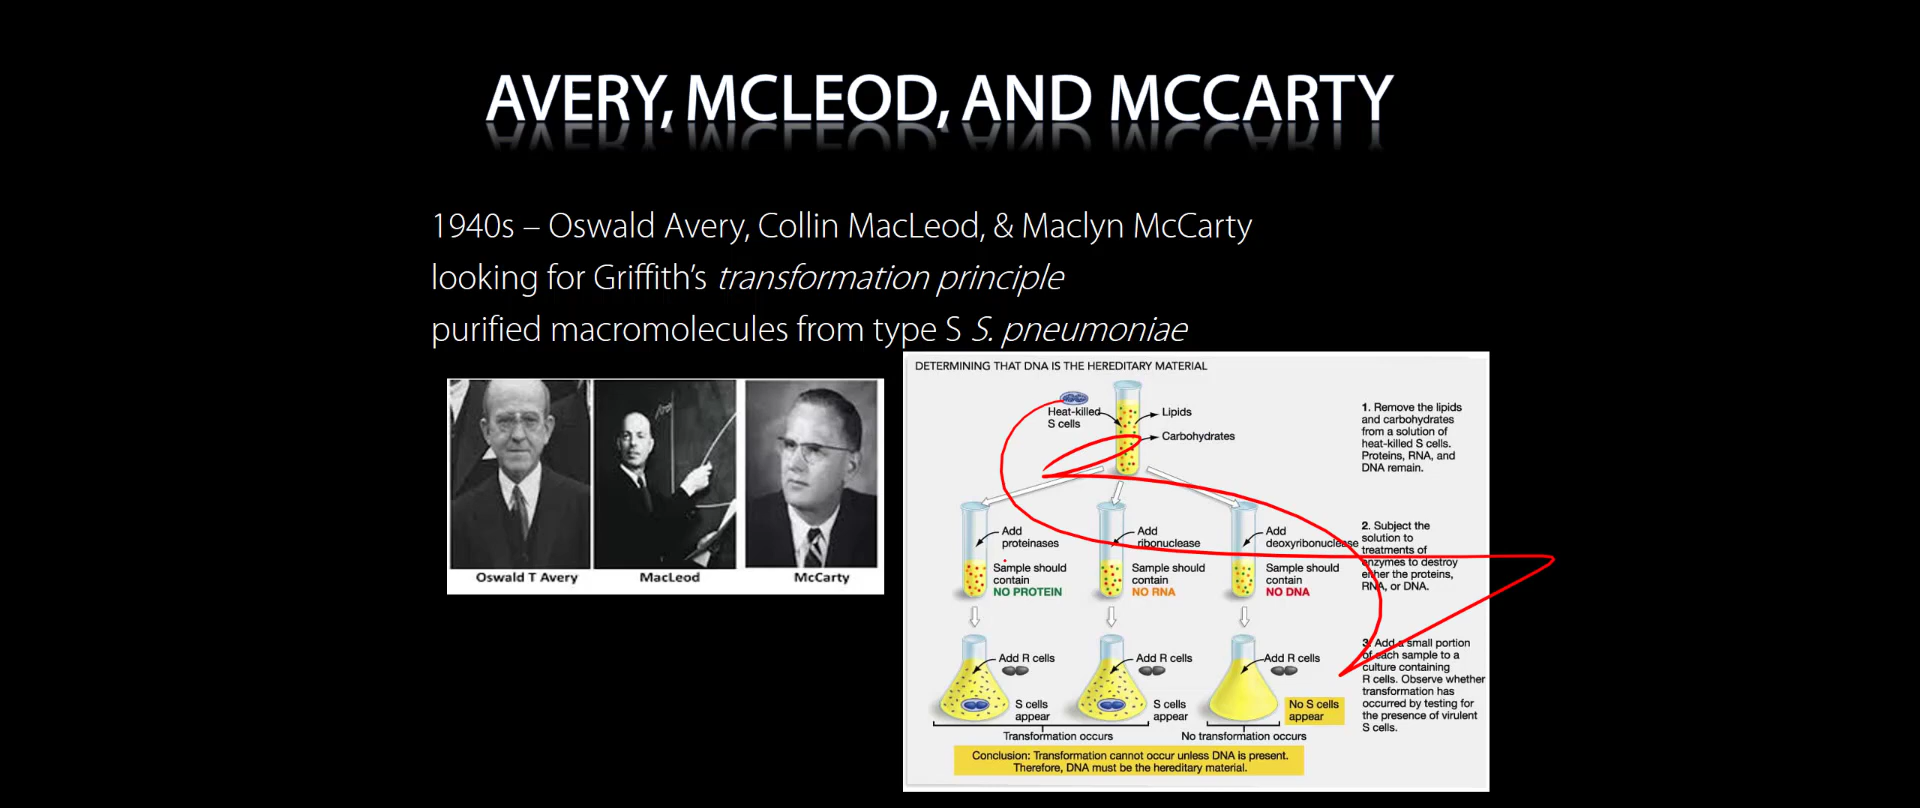 AVERY, MCLEOD, AND MCCARTY
1940s – Oswald Avery, Collin MacLeod, & Maclyn McCarty
looking for Griffith's transformation principle
purified macromolecules from type S S. pneumoniae
Oswald T Avery
MacLeod
McCarty
DETERMINING THAT DNA IS THE HEREDITARY MATERIAL
Heat-killed
S cells
Lipids
Carbohydrates
1. Remove the lipids
and carbohydrates
from a solution of
heat-killed S cells.
Proteins, RNA, and
DNA remain.
Add
proteinases
Add
ribonuclease
Add
deoxyribonuclease
2. Subject the
solution to
treatments of
enzymes to destroy
either the proteins,
RNA, or DNA.
Sample should
contain
NO PROTEIN
Sample should
contain
NO RNA
Sample should
contain
NO DNA
Add R cells
Add R cells
Add R cells
3. Add a small portion
of each sample to a
culture containing
R cells. Observe whether
transformation has
occurred by testing for
the presence of virulent
S cells.
S cells
appear
S cells
appear
No S cells
appear
Transformation occurs
No transformation occurs
Conclusion: Transformation cannot occur unless DNA is present.
Therefore, DNA must be the hereditary material.